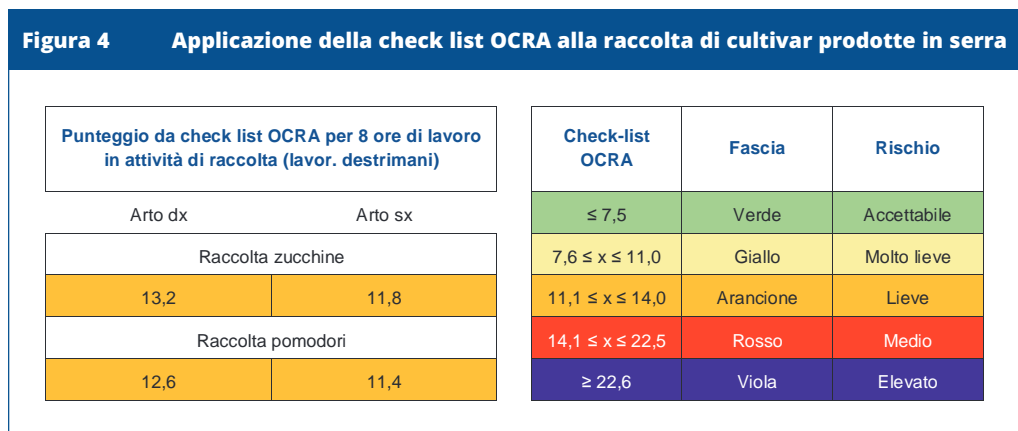 Figura 4 Applicazione della check list OCRA alla raccolta di cultivar prodotte in serra
Punteggio da check list OCRA per 8 ore di lavoro
in attività di raccolta (lavor. destrimani)
Arto dx Arto sx
Raccolta zucchine
13,2 11,8
Raccolta pomodori
12,6 11,4
Check-list
OCRA
Fascia Rischio
≤ 7,5 Verde Accettabile
7,6 ≤ x ≤ 11,0 Giallo Molto lieve
11,1 ≤ x ≤ 14,0 Arancione Lieve
14,1 ≤ x ≤ 22,5 Rosso Medio
≥ 22,6 Viola Elevato